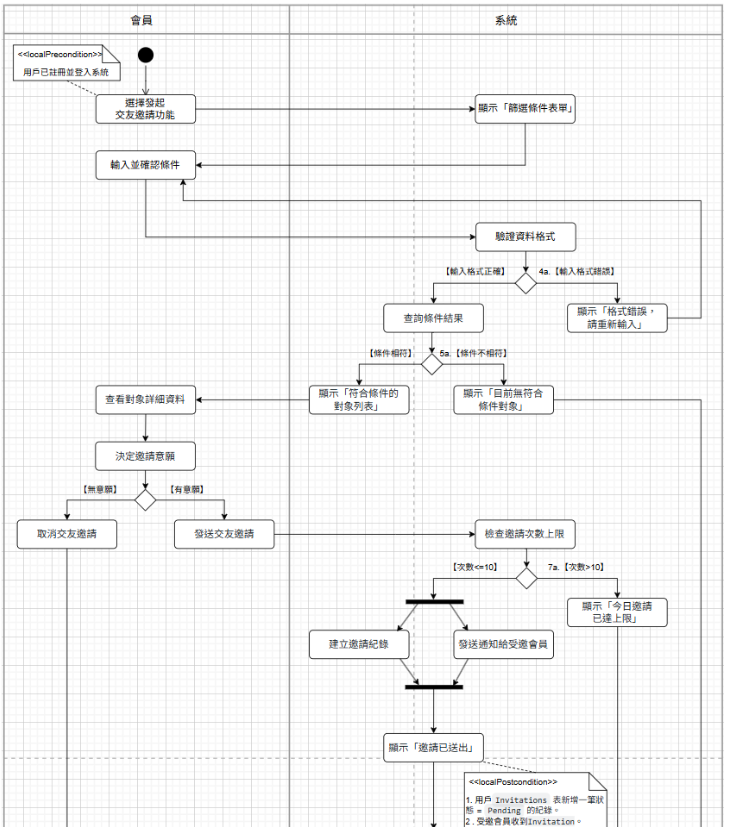 會員
系統
<<localPrecondition>>
用戶已註冊並登入系統
選擇發起
交友邀請功能
顯示「篩選條件表單」
輸入並確認條件
驗證資料格式
【輸入格式正確】
4a.【輸入格式錯誤】
查詢條件結果
顯示「格式錯誤，
請重新輸入」
【條件相符】
5a.【條件不相符】
查看對象詳細資料
顯示「符合條件的
對象列表」
顯示「目前無符合
條件對象」
決定邀請意願
【無意願】
【有意願】
取消交友邀請
發送交友邀請
檢查邀請次數上限
【次數<=10】
7a.【次數>10】
顯示「今日邀請
已達上限」
建立邀請紀錄
發送通知給受邀會員
顯示「邀請已送出」
<<localPostcondition>>
1. 用戶 Invitations 表新增一筆狀
態 = Pending 的紀錄。
2. 受邀會員收到Invitation。